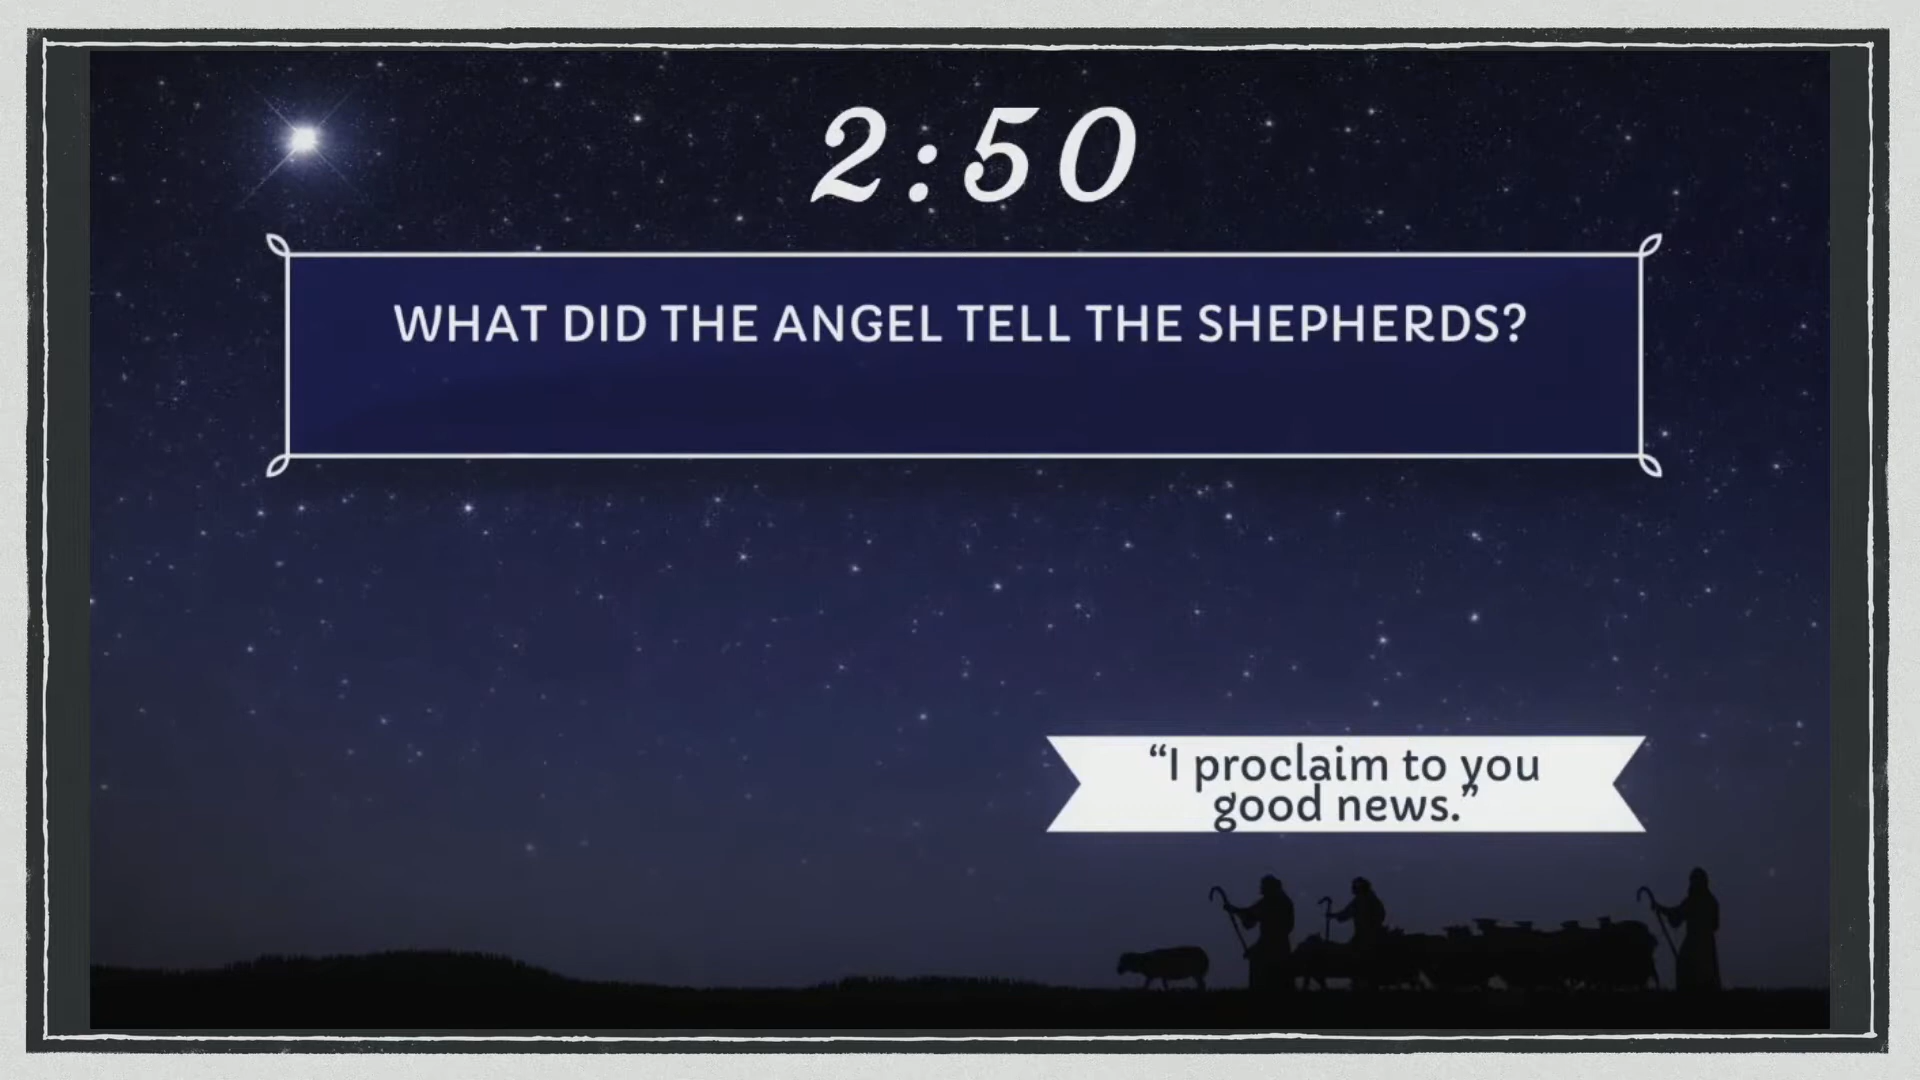 2:50
WHAT DID THE ANGEL TELL THE SHEPHERDS?
“I proclaim to you
good news.”